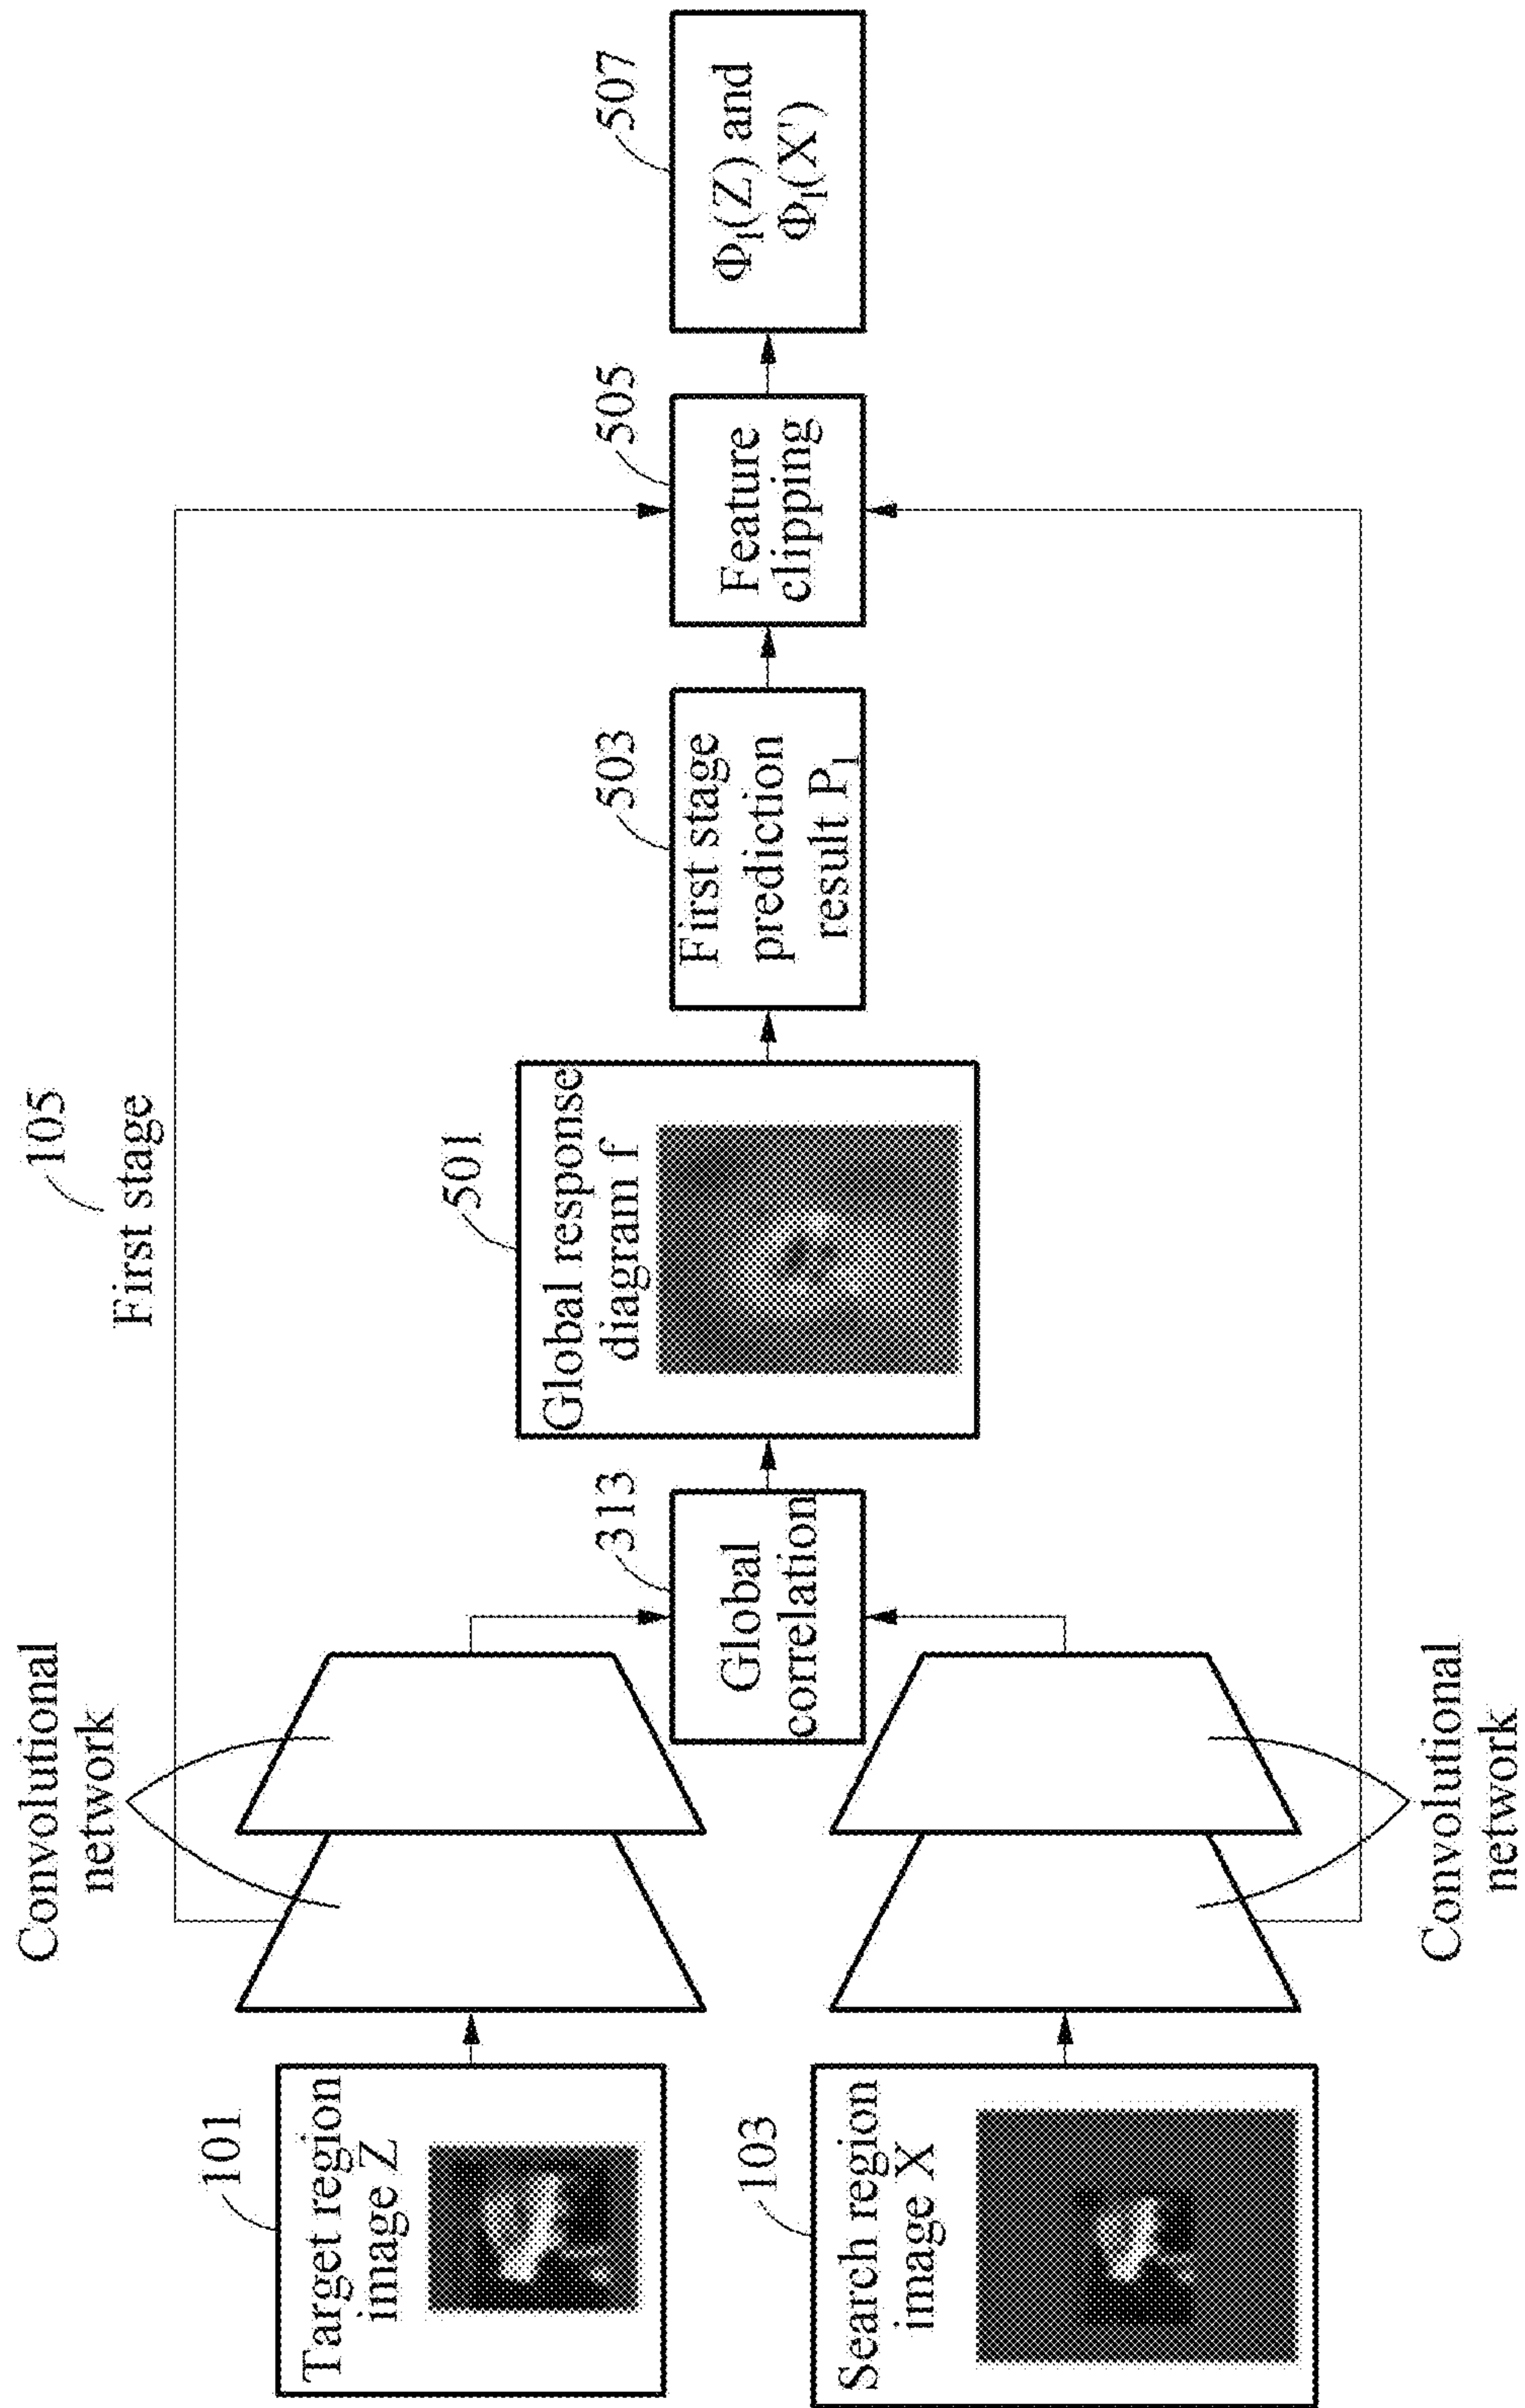 105
First stage
Convolutional
network
101
Target region
image Z
103
Search region
image X
Convolutional
network
313
Global
correlation
501
Global response
diagram f
503
First stage
prediction
result P₁
505
Feature
clipping
507
Φ₁(Z) and
Φ₁(X')